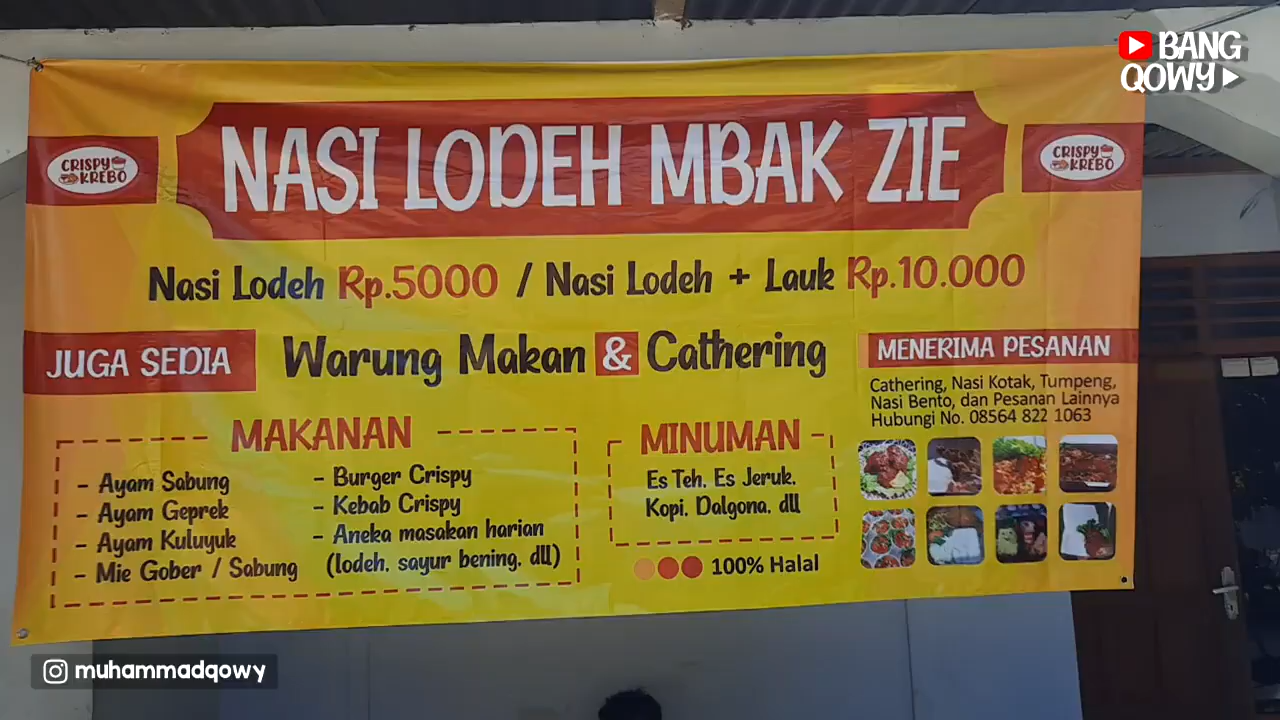 BANG
QOWY
NASI LODEH MBAK ZIE
CRISPY
KREBO
CRISPY
KREBO
Nasi Lodeh Rp.5000 / Nasi Lodeh + Lauk Rp.10.000
JUGA SEDIA
Warung Makan & Cathering
MENERIMA PESANAN
Cathering, Nasi Kotak, Tumpeng,
Nasi Bento, dan Pesanan Lainnya
Hubungi No. 08564 822 1063
MAKANAN
- Ayam Sabung
- Ayam Geprek
- Ayam Kuluyuk
- Mie Gober / Sabung
- Burger Crispy
- Kebab Crispy
- Aneka masakan harian
(lodeh, sayur bening, dll)
MINUMAN
Es Teh, Es Jeruk,
Kopi, Dalgona, dll
100% Halal
muhammadqowy